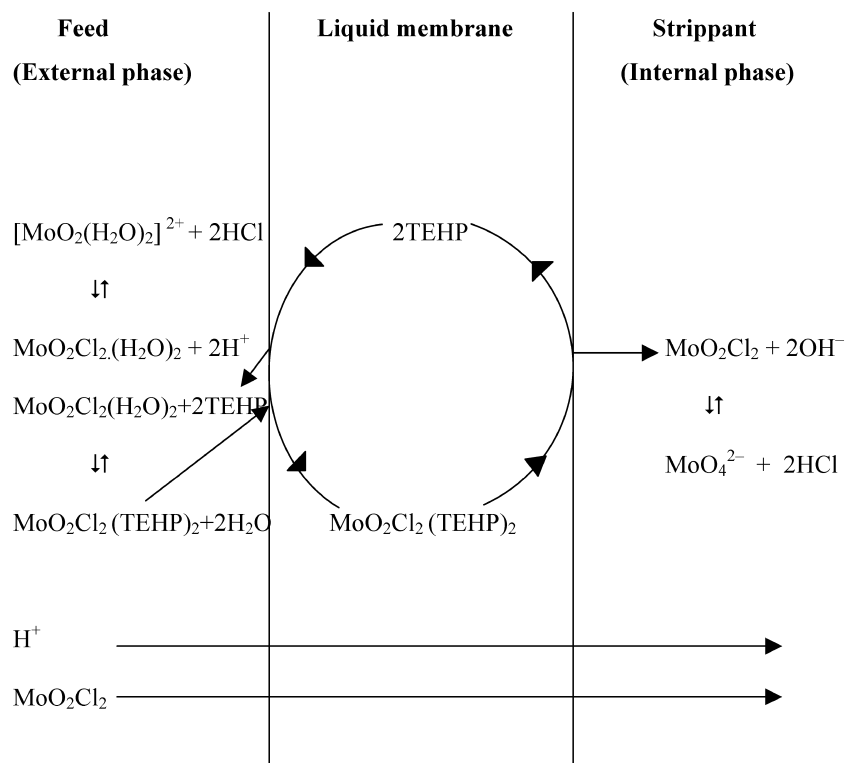 Feed
(External phase)
Liquid membrane
Strippant
(Internal phase)
[MoO₂(H₂O)₂] ²⁺ + 2HCl
↓↑
MoO₂Cl₂.(H₂O)₂ + 2H⁺
MoO₂Cl₂(H₂O)₂+2TEHP
↓↑
MoO₂Cl₂ (TEHP)₂+2H₂O
2TEHP
MoO₂Cl₂ (TEHP)₂
MoO₂Cl₂ + 2OH⁻
↓↑
MoO₄²⁻ + 2HCl
H⁺
MoO₂Cl₂